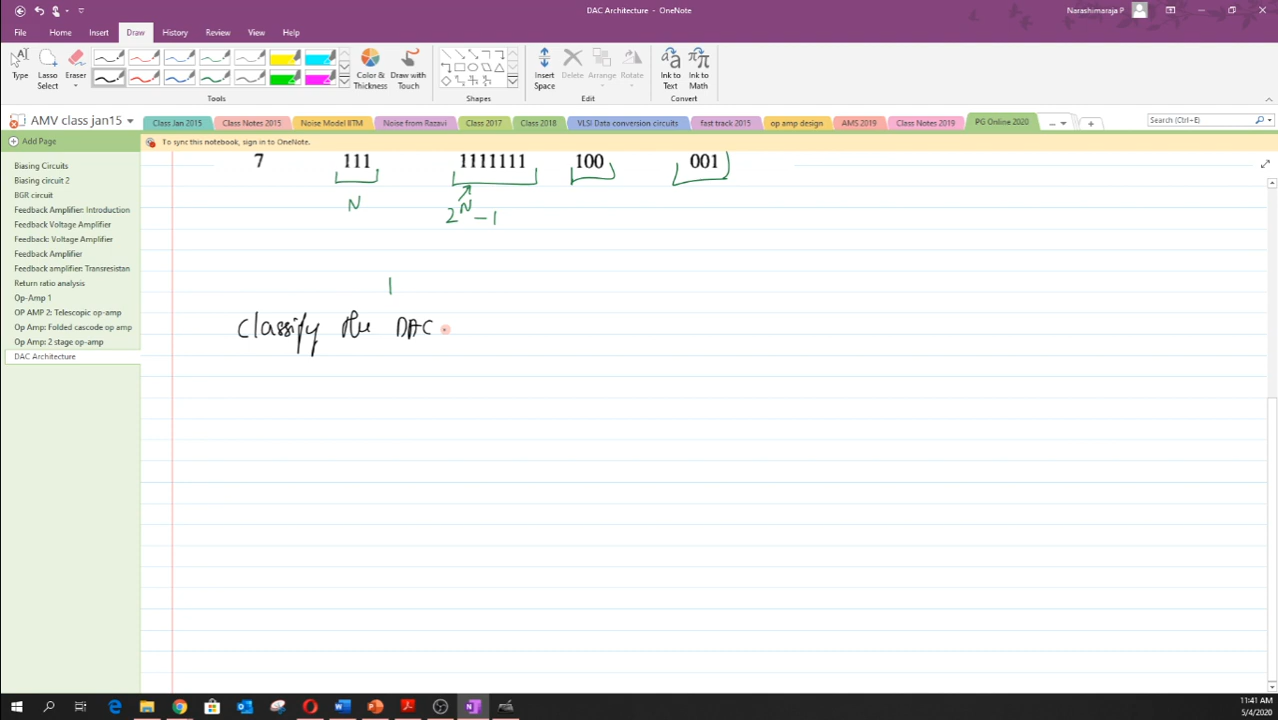 DAC Architecture - OneNote
Narashimaraja P
File Home Insert Draw History Review View Help
Type
Lasso Select
Eraser
Color & Thickness
Draw with Touch
Insert Space
Delete
Arrange
Rotate
Ink to Text
Ink to Math
Tools Shapes Edit Convert
AMV class jan15
Class Jan 2015 Class Notes 2015 Noise Model IITM Noise from Razavi Class 2017 Class 2018 VLSI Data conversion circuits fast track 2015 op amp design AMS 2019 Class Notes 2019 PG Online 2020
Search (Ctrl+E)
Add Page
To sync this notebook, sign in to OneNote.
Biasing Circuits
Biasing circuit 2
BGR circuit
Feedback Amplifier: Introduction
Feedback Voltage Amplifier
Feedback: Voltage Amplifier
Feedback Amplifier
Feedback amplifier: Transresistan
Return ratio analysis
Op-Amp 1
OP AMP 2: Telescopic op-amp
Op Amp: Folded cascode op amp
Op Amp: 2 stage op-amp
DAC Architecture
7 111 1111111 100 001
N 2^N - 1
1
Classify the DAC
11:41 AM
5/4/2020